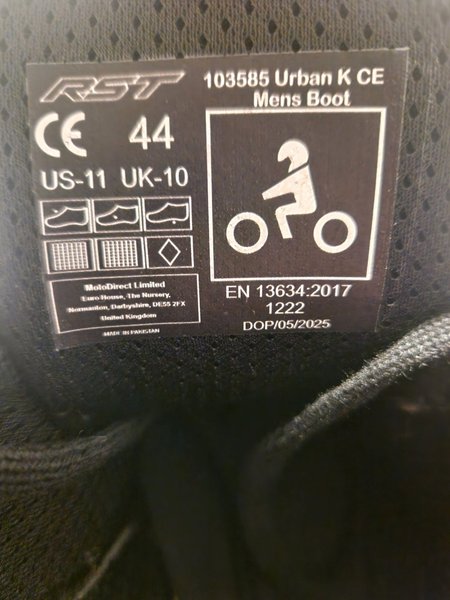 RST
103585 Urban K CE
Mens Boot
CE 44
US-11 UK-10
MotoDirect Limited
Euro House, The Nursery,
Normanton, Darbyshire, DE55 2FX
United Kingdom
MADE IN PAKISTAN
EN 13634:2017
1222
DOP/05/2025